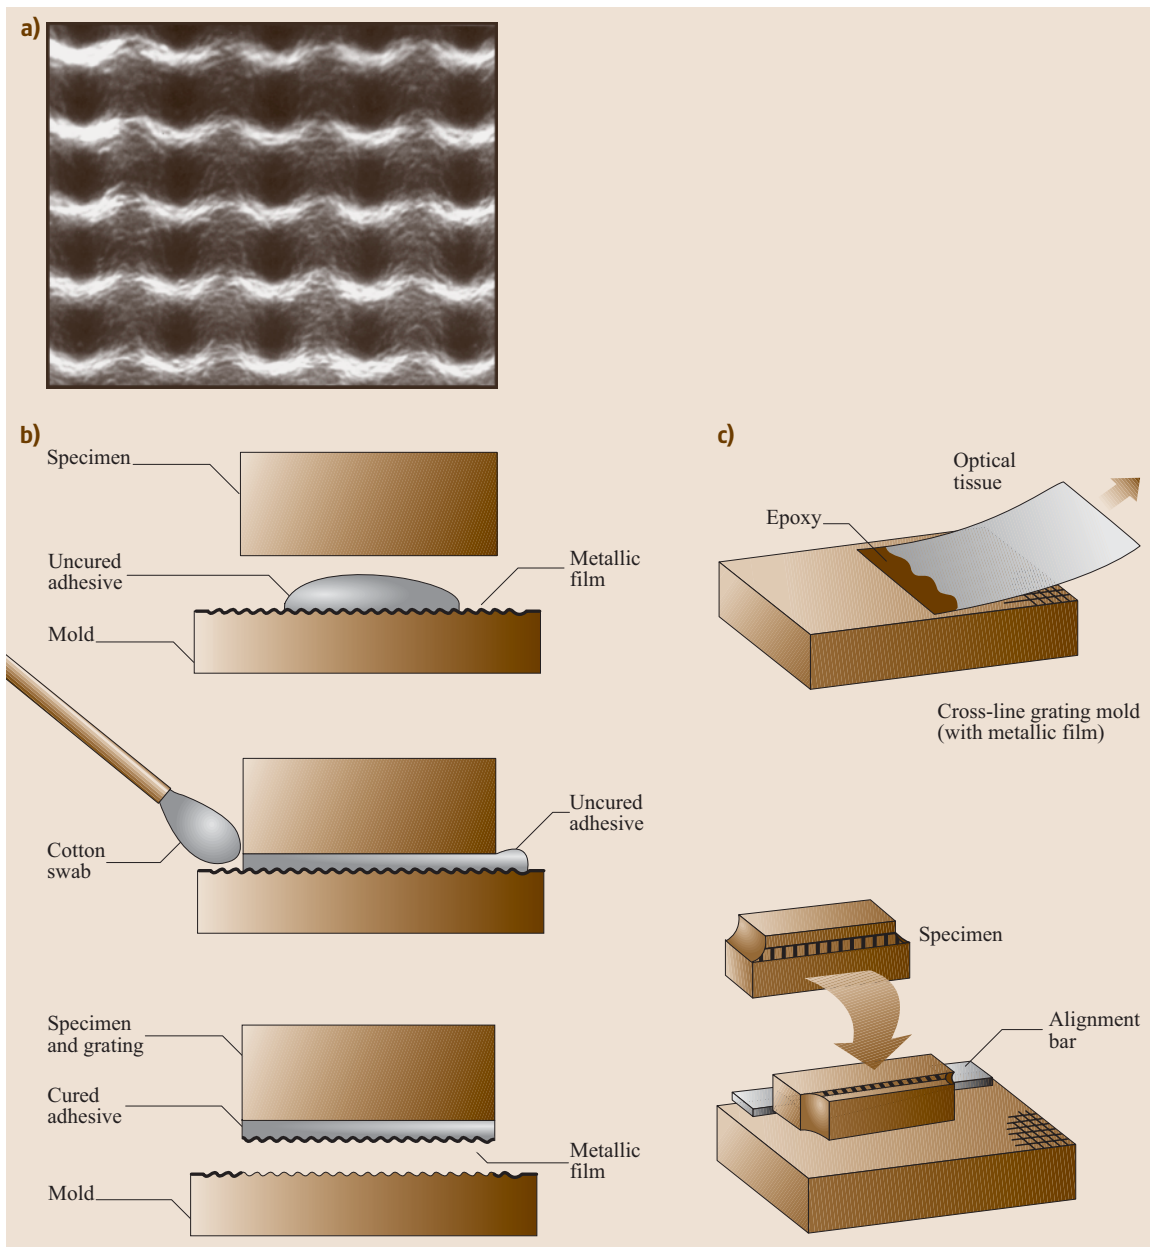 a)
b)
Specimen
Uncured
adhesive
Metallic
film
Mold
Cotton
swab
Uncured
adhesive
Specimen
and grating
Cured
adhesive
Metallic
film
Mold
c)
Optical
tissue
Epoxy
Cross-line grating mold
(with metallic film)
Specimen
Alignment
bar